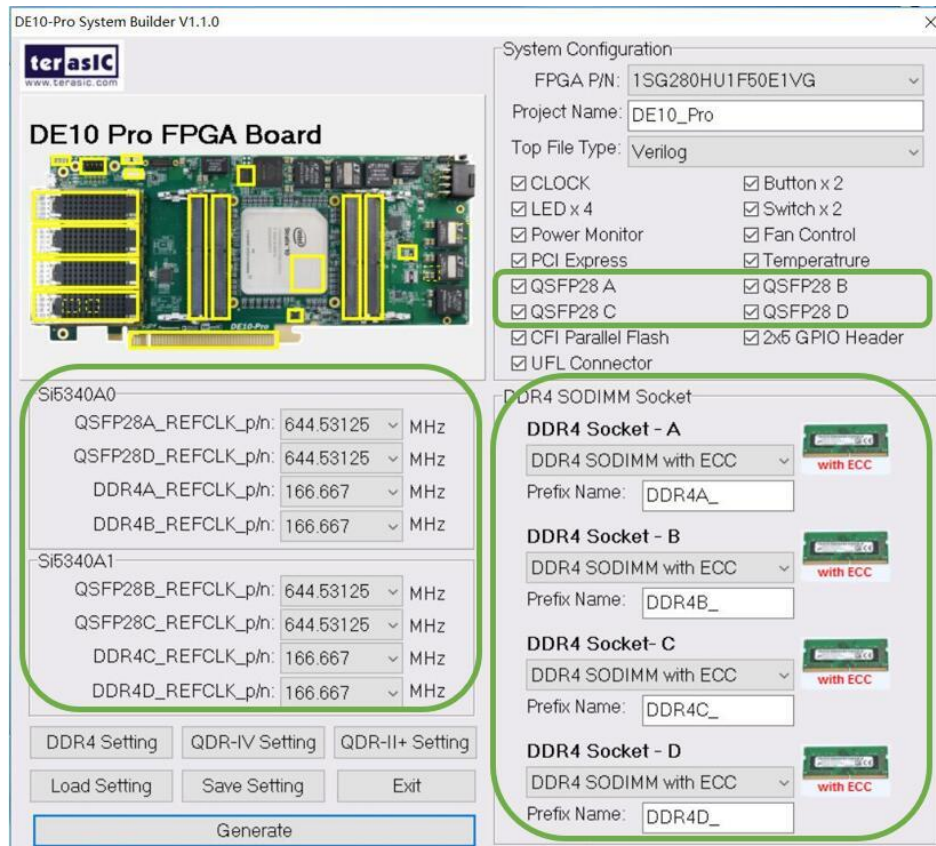 DE10-Pro System Builder V1.1.0
terasIC
www.terasic.com
DE10 Pro FPGA Board
DE10-Pro
System Configuration
FPGA P/N: 1SG280HU1F50E1VG
Project Name: DE10_Pro
Top File Type: Verilog
CLOCK Button x 2
LED x 4 Switch x 2
Power Monitor Fan Control
PCI Express Temperatrure
QSFP28 A QSFP28 B
QSFP28 C QSFP28 D
CFI Parallel Flash 2x5 GPIO Header
UFL Connector
Si5340A0
QSFP28A_REFCLK_p/n: 644.53125 MHz
QSFP28D_REFCLK_p/n: 644.53125 MHz
DDR4A_REFCLK_p/n: 166.667 MHz
DDR4B_REFCLK_p/n: 166.667 MHz
Si5340A1
QSFP28B_REFCLK_p/n: 644.53125 MHz
QSFP28C_REFCLK_p/n: 644.53125 MHz
DDR4C_REFCLK_p/n: 166.667 MHz
DDR4D_REFCLK_p/n: 166.667 MHz
DDR4 Setting QDR-IV Setting QDR-II+ Setting
Load Setting Save Setting Exit
Generate
DDR4 SODIMM Socket
DDR4 Socket - A
DDR4 SODIMM with ECC
with ECC
Prefix Name: DDR4A_
DDR4 Socket - B
DDR4 SODIMM with ECC
with ECC
Prefix Name: DDR4B_
DDR4 Socket- C
DDR4 SODIMM with ECC
with ECC
Prefix Name: DDR4C_
DDR4 Socket - D
DDR4 SODIMM with ECC
with ECC
Prefix Name: DDR4D_